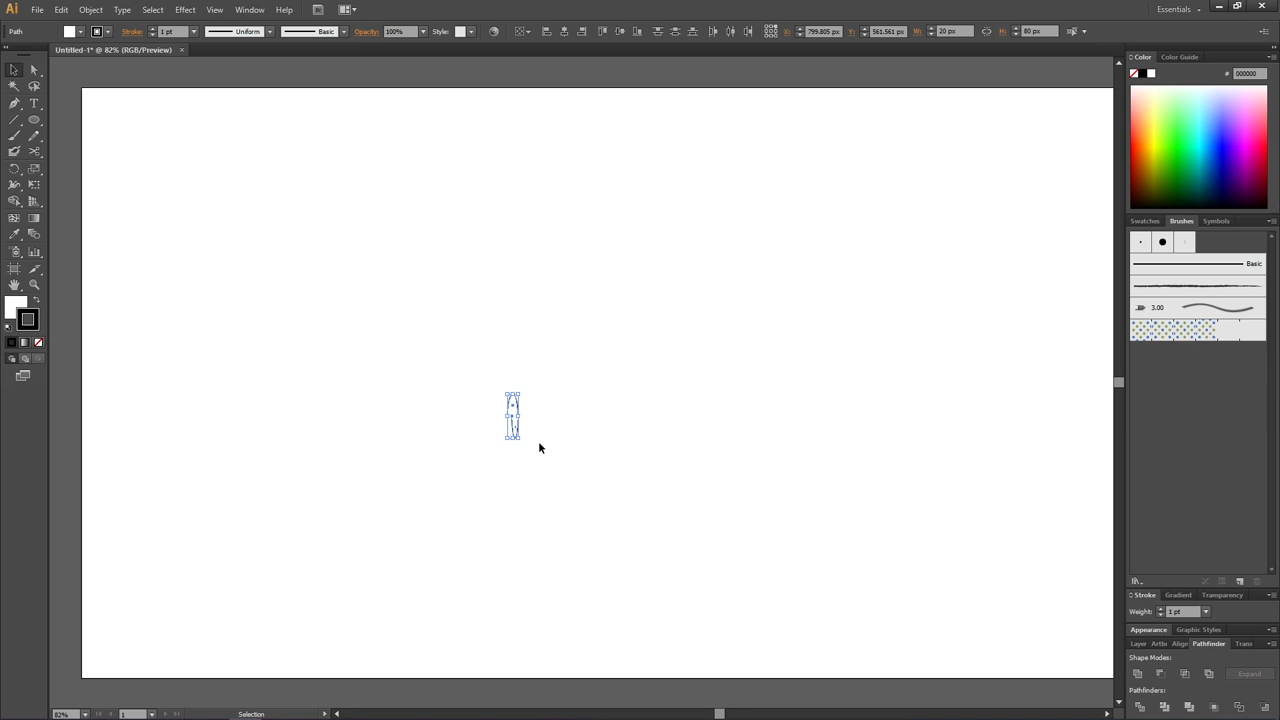 Ai File Edit Object Type Select Effect View Window Help Br Essentials
Path Stroke: 1 pt Uniform Basic Opacity: 100% Style: X: 799.805 px Y: 561.561 px W: 20 px H: 80 px
Untitled-1* @ 82% (RGB/Preview) ×
Color Color Guide
# 000000
T
Swatches Brushes Symbols
Basic
3.00
Stroke Gradient Transparency
Weight: 1 pt
Appearance Graphic Styles
Layer Artb Align Pathfinder Trans
Shape Modes:
Expand
Pathfinders:
82% 1 Selection